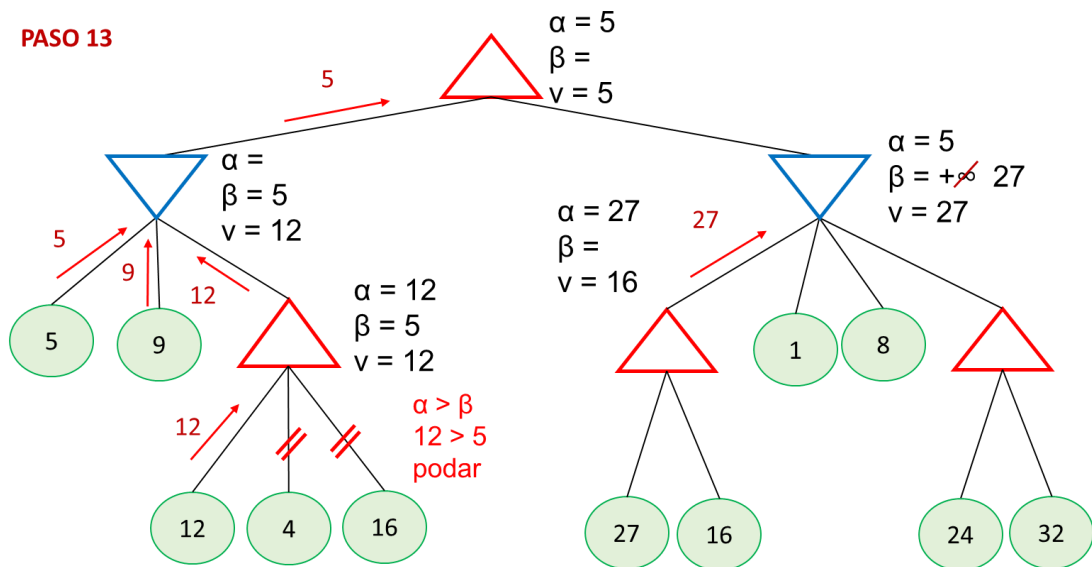 PASO 13
α = 5
β =
v = 5
5
α =
β = 5
v = 12
α = 5
β = +∞ 27
v = 27
α = 27
β =
v = 16
27
5
9
12
α = 12
β = 5
v = 12
5
9
1
8
12
α > β
12 > 5
podar
12
4
16
27
16
24
32